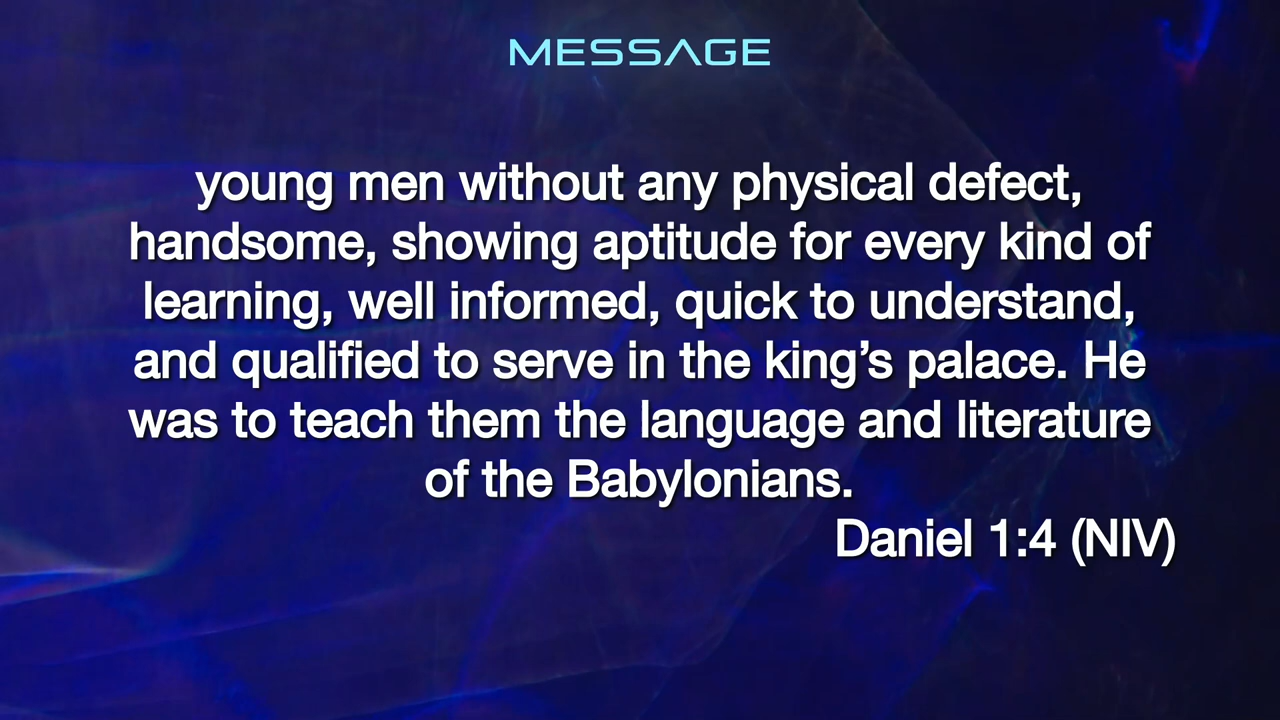 MESSAGE
young men without any physical defect,
handsome, showing aptitude for every kind of
learning, well informed, quick to understand,
and qualified to serve in the king’s palace. He
was to teach them the language and literature
of the Babylonians.
Daniel 1:4 (NIV)